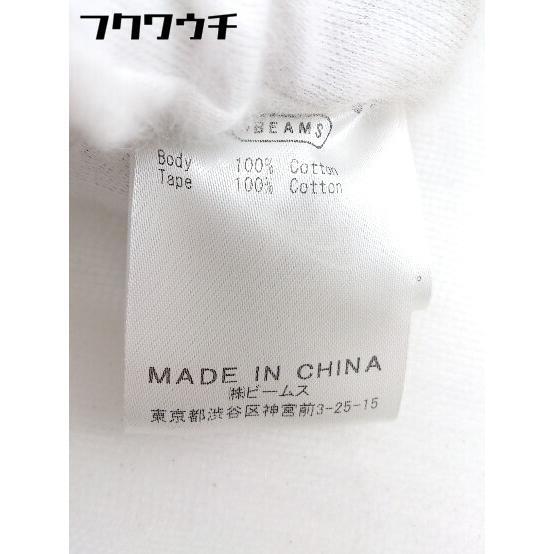 フクワウチ
BEAMS
Body 100% Cotton
Tape 100% Cotton
MADE IN CHINA
㈱ビームス
東京都渋谷区神宮前3-25-15